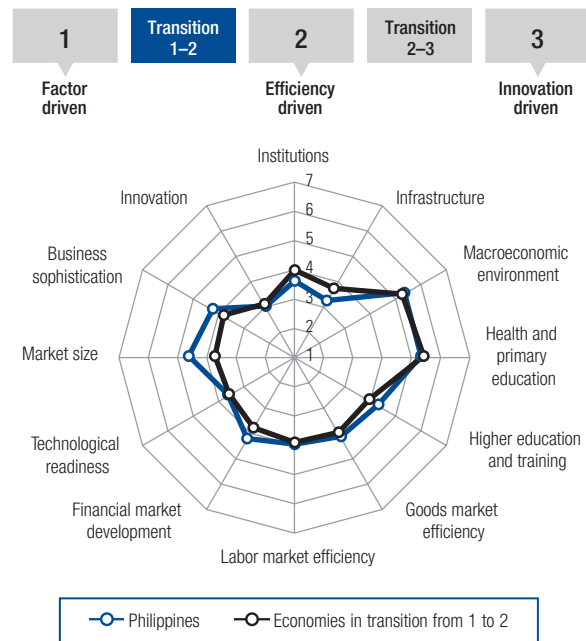 1
Transition
1–2
2
Transition
2–3
3
Factor
driven
Efficiency
driven
Innovation
driven
Institutions
7
6
5
4
3
2
1
Infrastructure
Macroeconomic
environment
Health and
primary
education
Higher education
and training
Goods market
efficiency
Labor market efficiency
Financial market
development
Technological
readiness
Market size
Business
sophistication
Innovation
Philippines
Economies in transition from 1 to 2